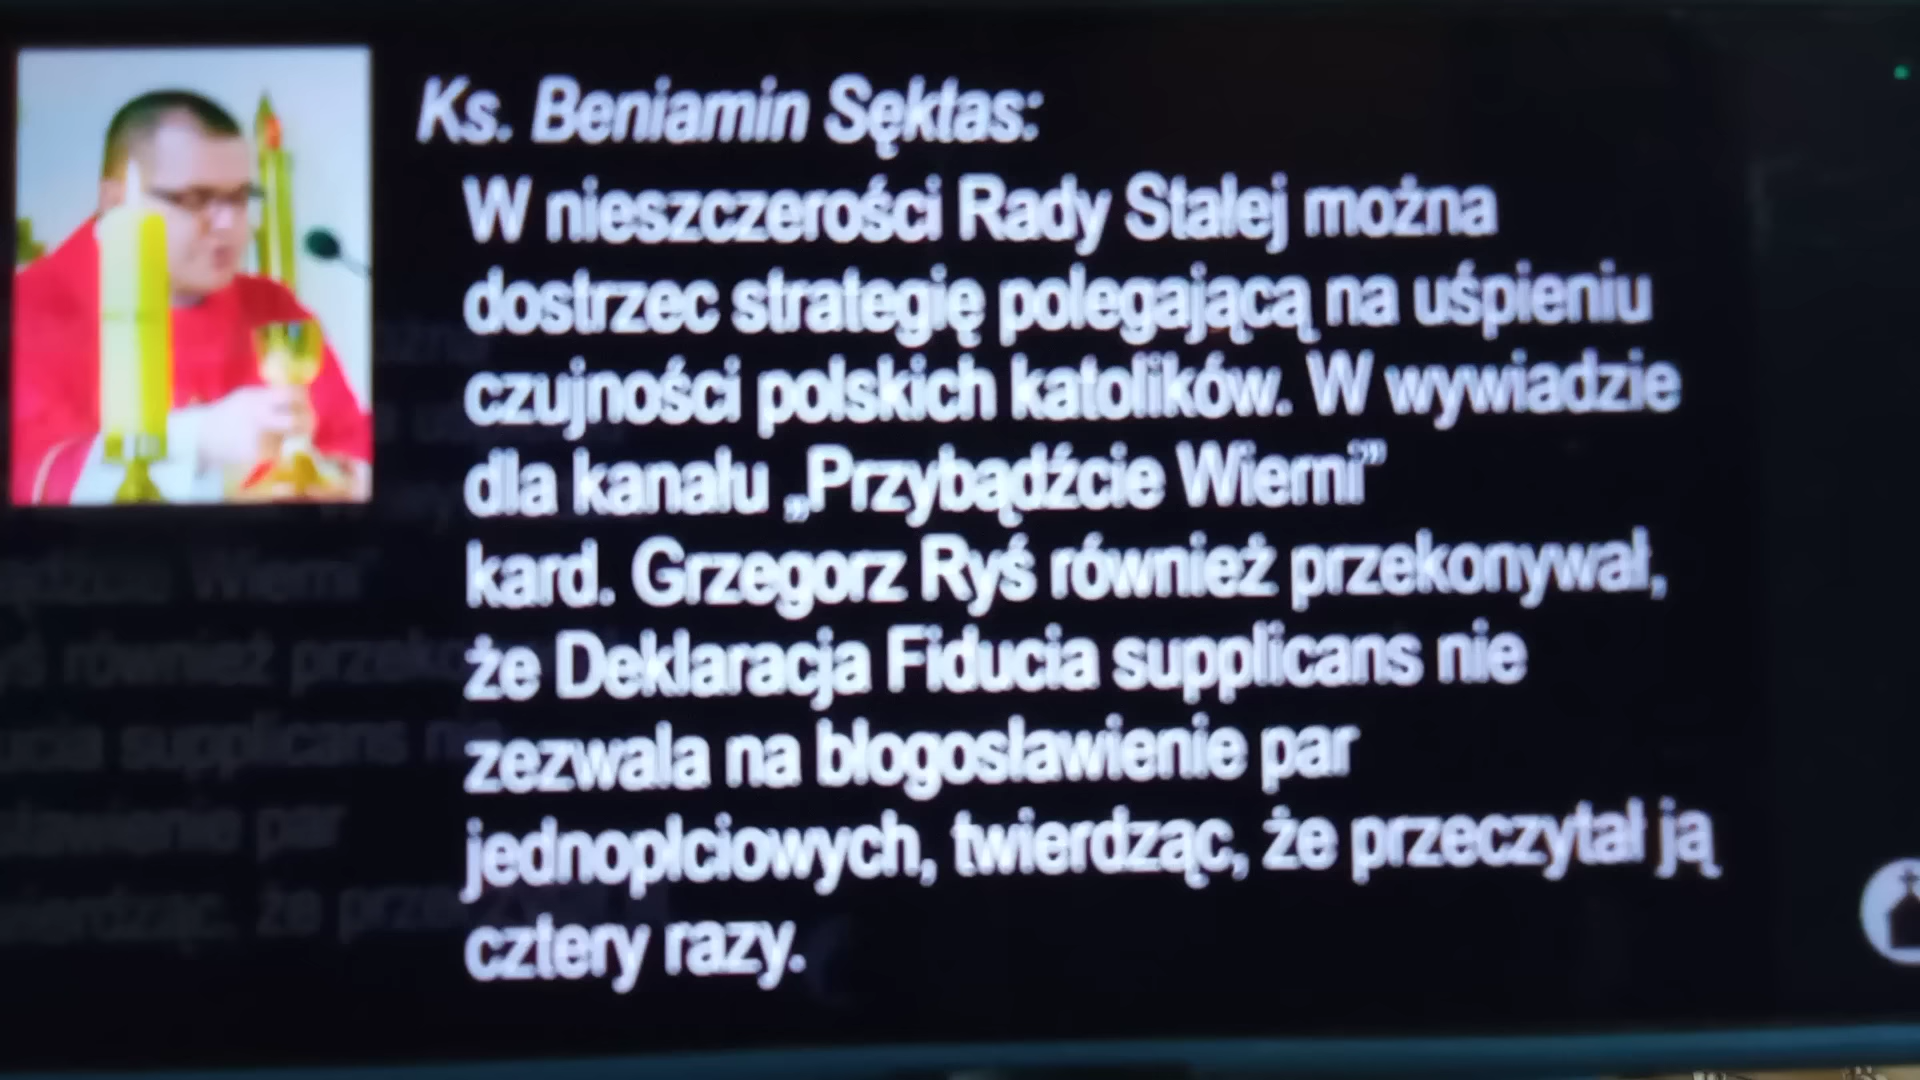 Ks. Beniamin Sęktas:
W nieszczerości Rady Stałej można
dostrzec strategię polegającą na uśpieniu
czujności polskich katolików. W wywiadzie
dla kanału „Przybądźcie Wierni”
kard. Grzegorz Ryś również przekonywał,
że Deklaracja Fiducia supplicans nie
zezwala na błogosławienie par
jednopłciowych, twierdząc, że przeczytał ją
cztery razy.